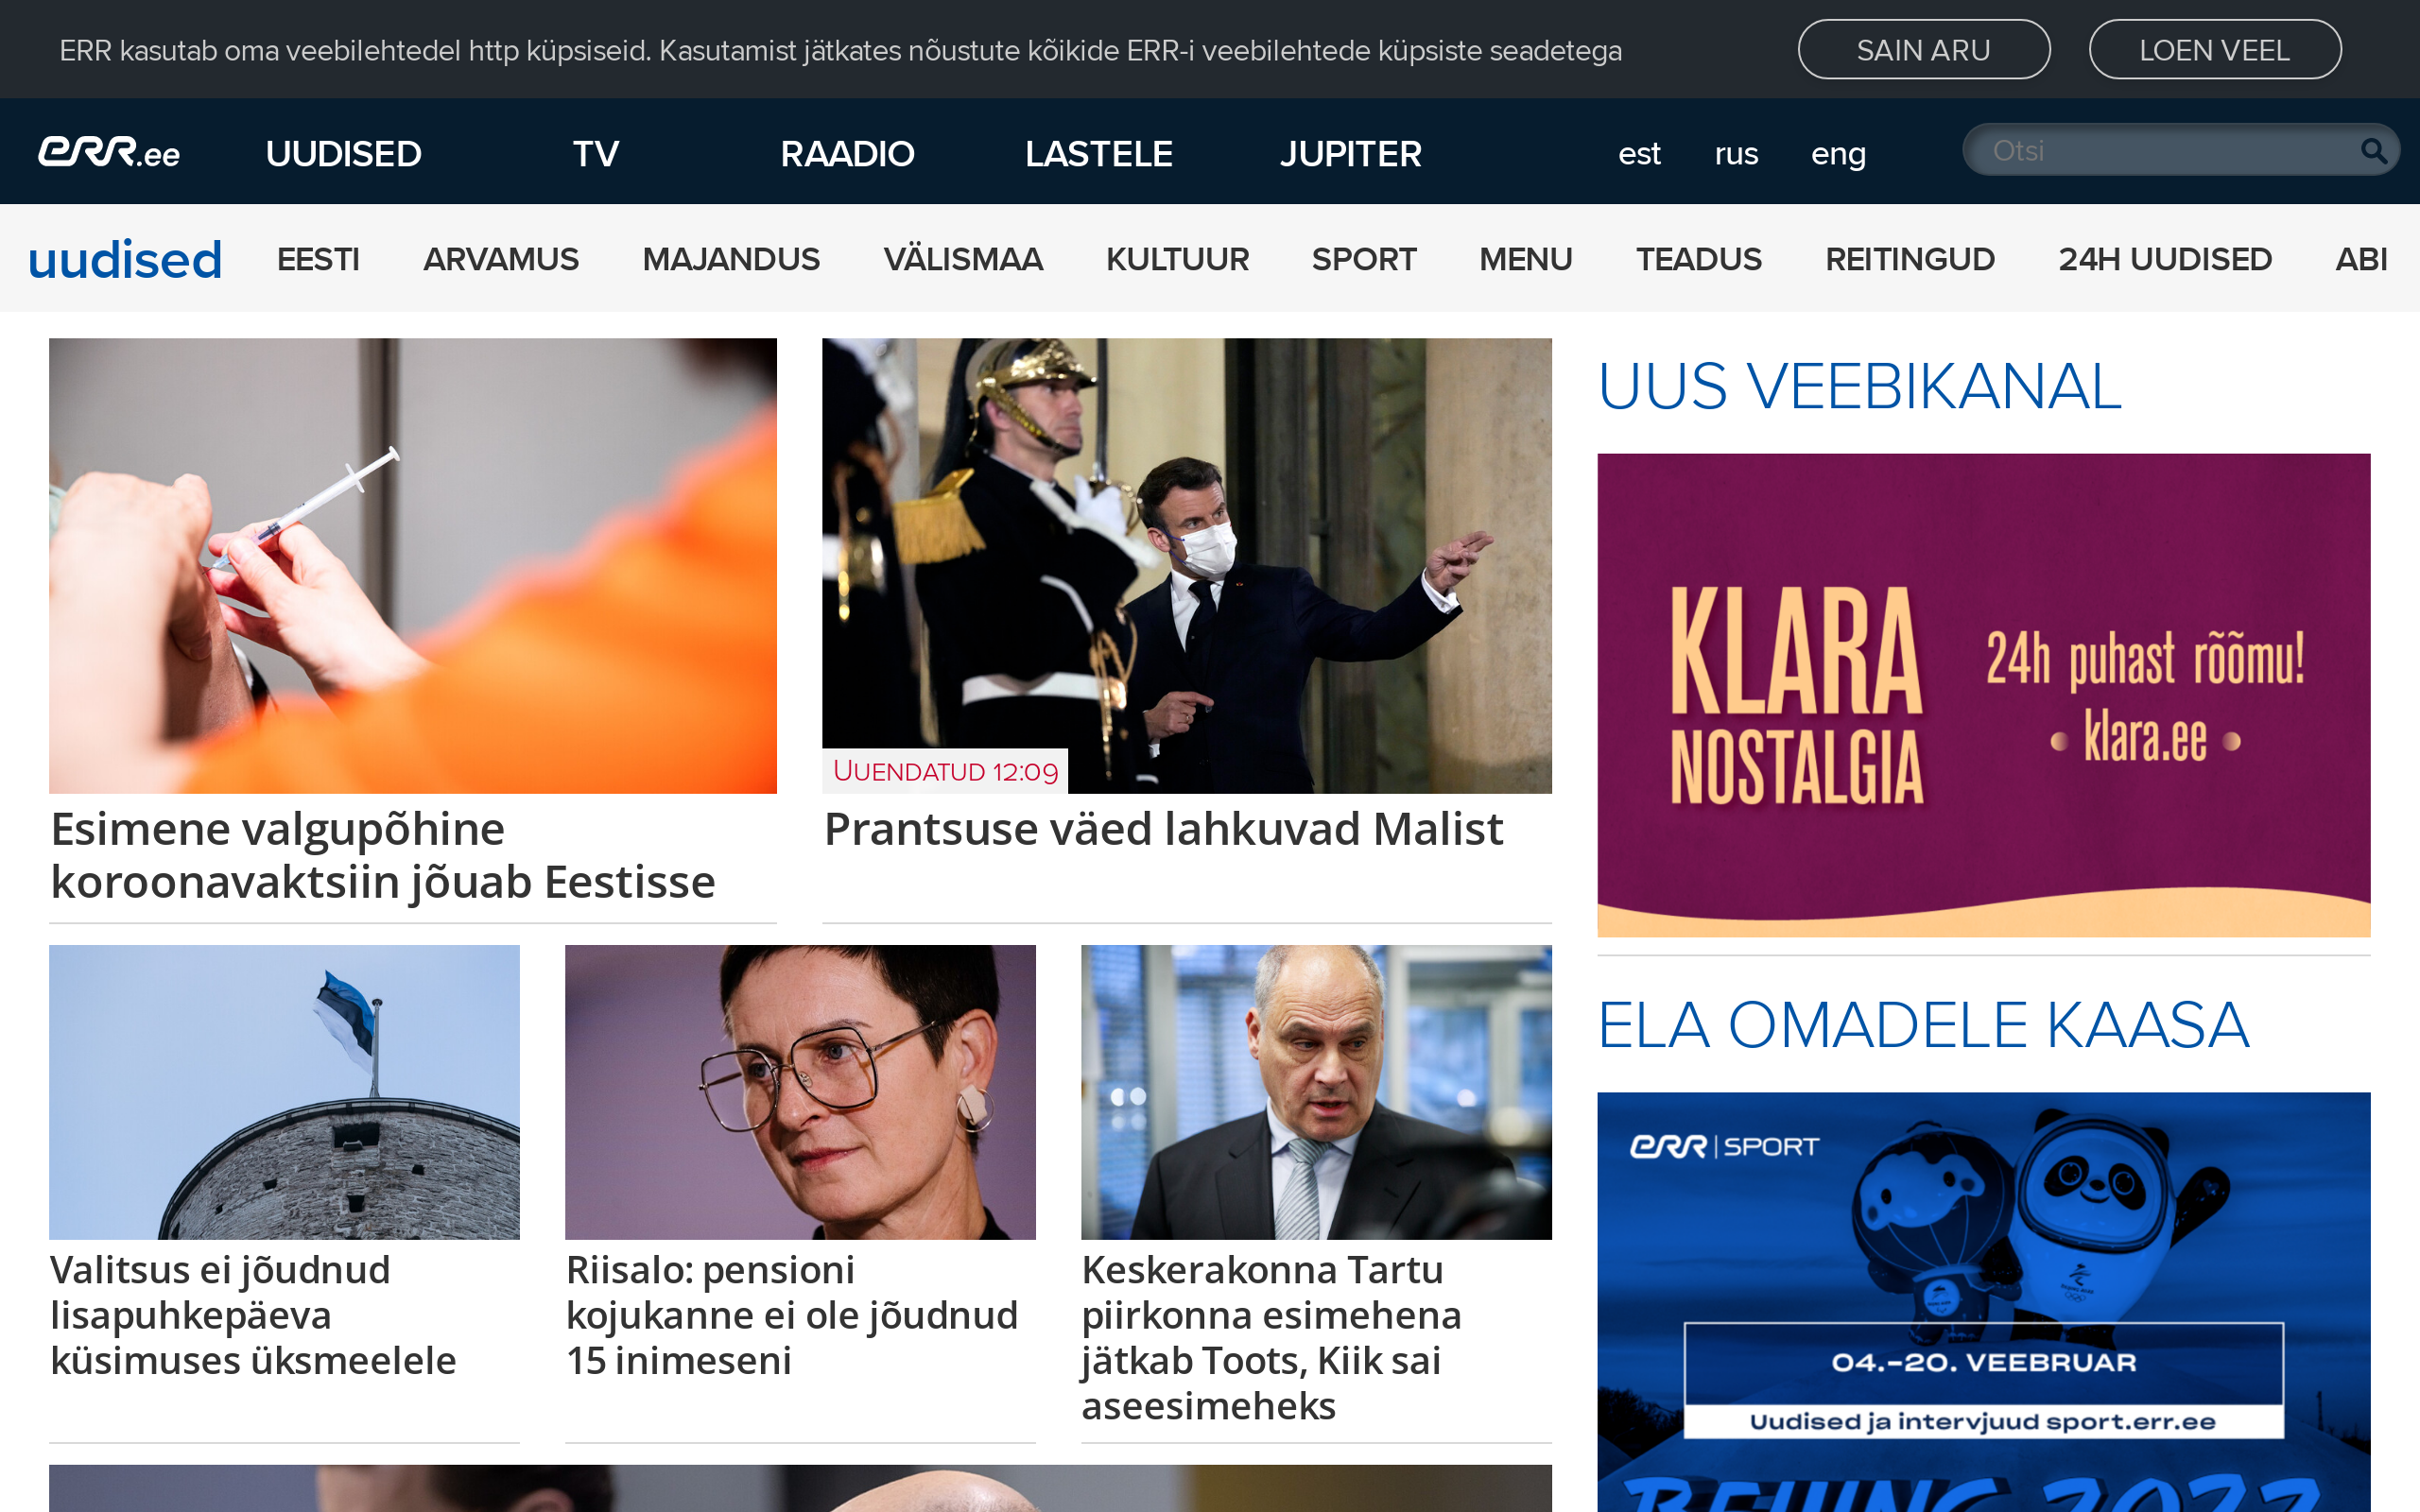 ERR kasutab oma veebilehtedel http küpsiseid. Kasutamist jätkates nõustute kõikide ERR-i veebilehtede küpsiste seadetega
SAIN ARU
LOEN VEEL
err.ee
UUDISED
TV
RAADIO
LASTELE
JUPITER
est
rus
eng
Otsi
uudised
EESTI
ARVAMUS
MAJANDUS
VÄLISMAA
KULTUUR
SPORT
MENU
TEADUS
REITINGUD
24H UUDISED
ABI
Esimene valgupõhine
koroonavaktsiin jõuab Eestisse
UUENDATUD 12:09
Prantsuse väed lahkuvad Malist
Valitsus ei jõudnud
lisapuhkepäeva
küsimuses üksmeelele
Riisalo: pensioni
kojukanne ei ole jõudnud
15 inimeseni
Keskerakonna Tartu
piirkonna esimehena
jätkab Toots, Kiik sai
aseesimeheks
UUS VEEBIKANAL
KLARA
NOSTALGIA
24h puhast rõõmu!
• klara.ee •
ELA OMADELE KAASA
err | SPORT
04.-20. VEEBRUAR
Uudised ja intervjuud sport.err.ee
BEIJING 2022